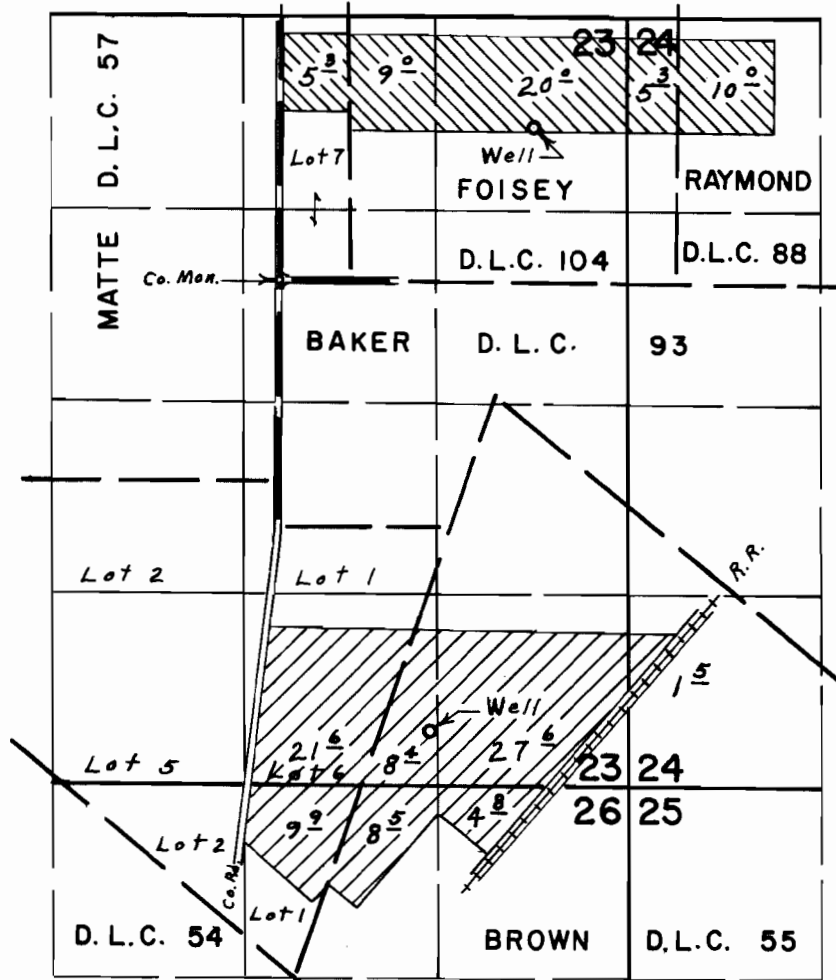 23 24
5 3 9 0 20 0 5 3 10 0
MATTE D.L.C. 57
Lot 7
Well
FOISEY
RAYMOND
D.L.C. 104
D.L.C. 88
Co. Mon.
BAKER D.L.C. 93
Lot 2
Lot 1
R.R.
1 5
Well
21 6
8 4
27 6
Lot 5
Lot 6
23 24
26 25
9 9
8 5
4 8
Lot 2
Co. Rd.
Lot 1
D.L.C. 54
BROWN D.L.C. 55